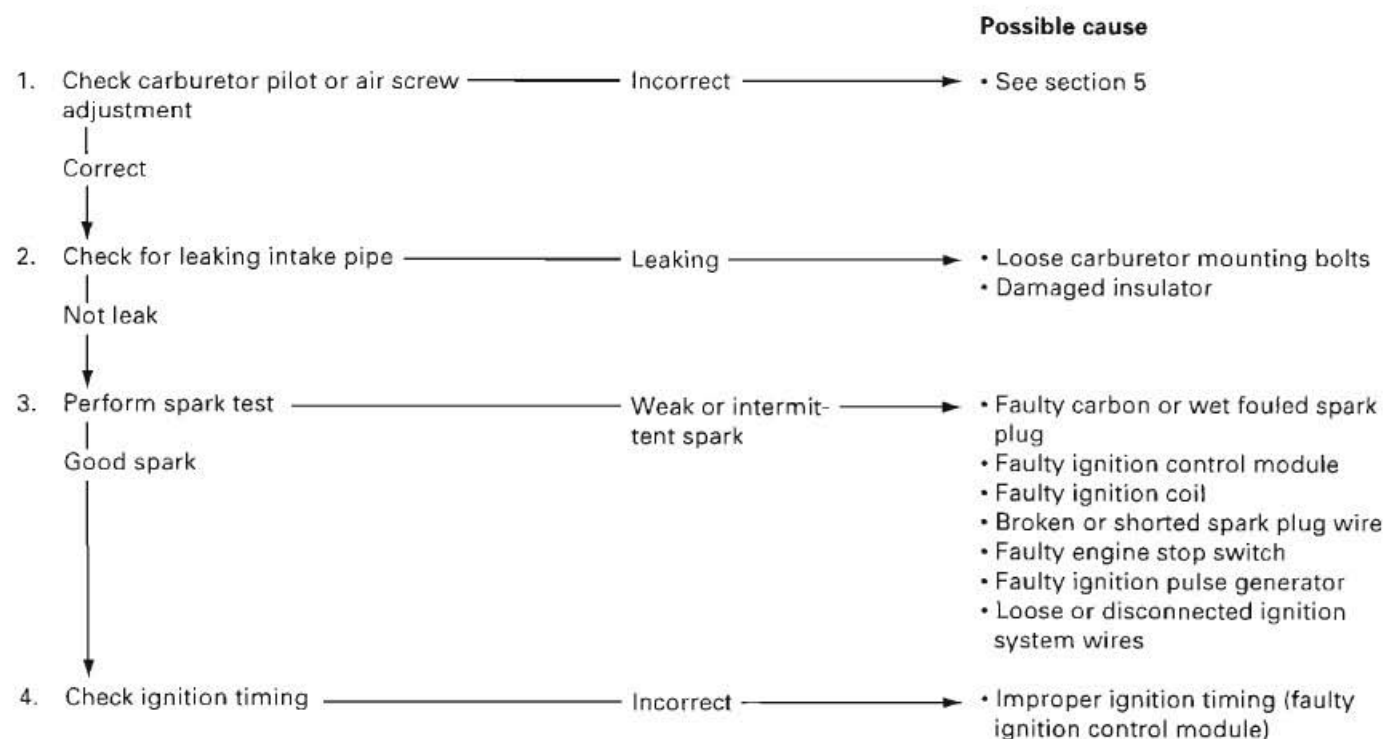 Possible cause
1. Check carburetor pilot or air screw adjustment
Incorrect
• See section 5
Correct
2. Check for leaking intake pipe
Leaking
• Loose carburetor mounting bolts
• Damaged insulator
Not leak
3. Perform spark test
Weak or intermit-
tent spark
• Faulty carbon or wet fouled spark
plug
• Faulty ignition control module
• Faulty ignition coil
• Broken or shorted spark plug wire
• Faulty engine stop switch
• Faulty ignition pulse generator
• Loose or disconnected ignition
system wires
Good spark
4. Check ignition timing
Incorrect
• Improper ignition timing (faulty
ignition control module)